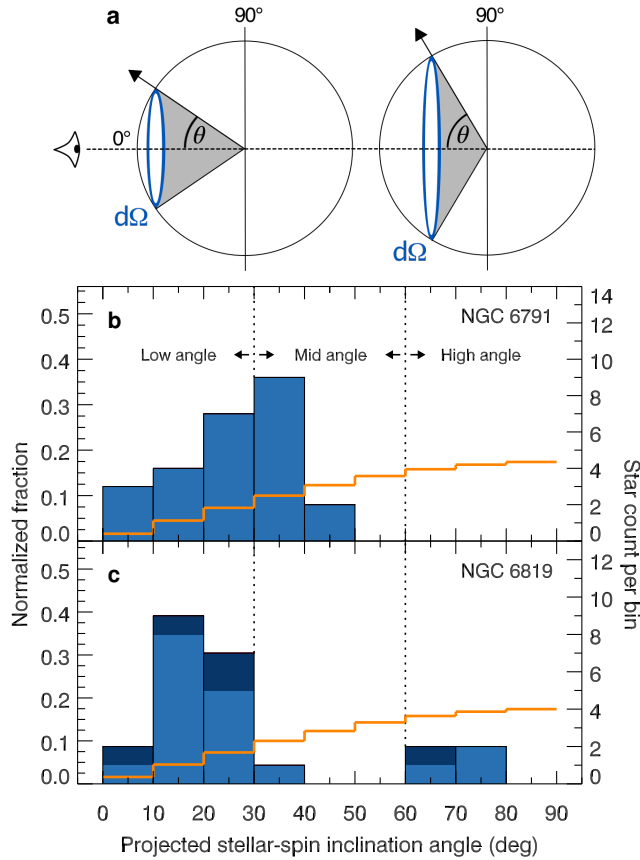 a
90°
90°
0°
θ
θ
dΩ
dΩ
b
NGC 6791
Low angle
Mid angle
High angle
0.5
0.4
0.3
0.2
0.1
0.0
14
12
10
8
6
4
2
0
Normalized fraction
Star count per bin
c
NGC 6819
0.5
0.4
0.3
0.2
0.1
0.0
12
10
8
6
4
2
0
0 10 20 30 40 50 60 70 80 90
Projected stellar-spin inclination angle (deg)